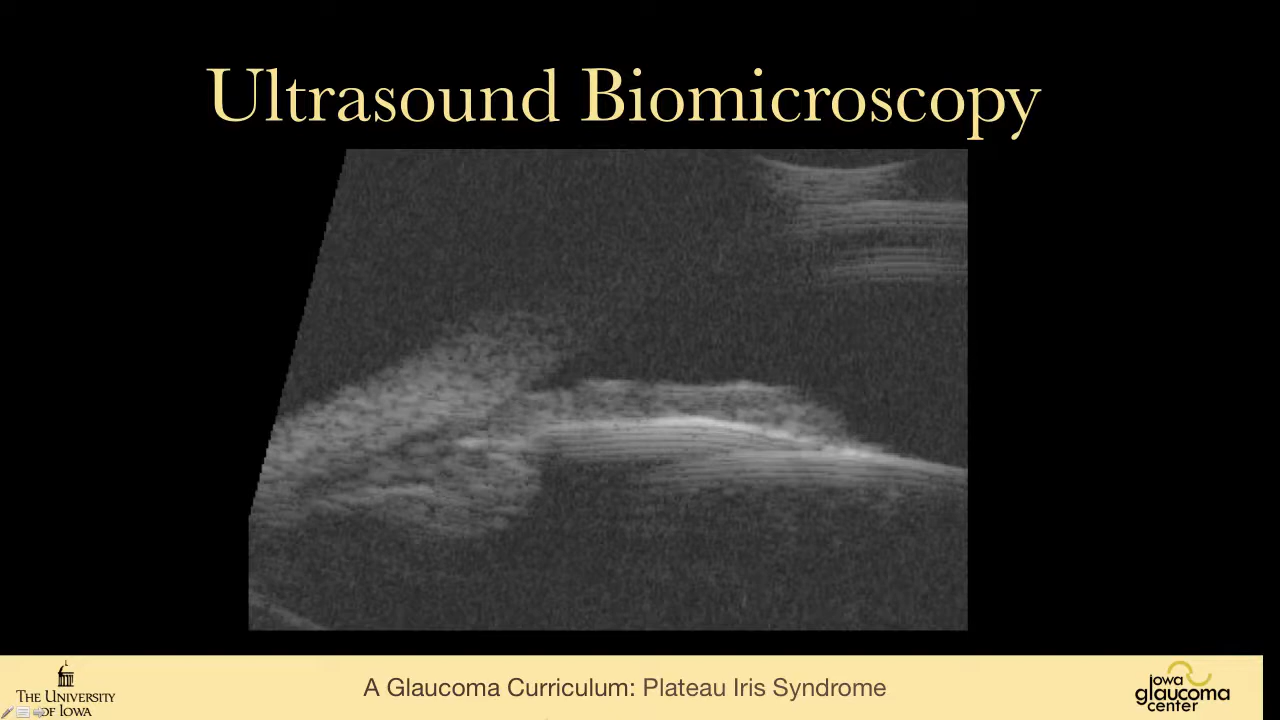 Ultrasound Biomicroscopy
THE UNIVERSITY
OF IOWA
A Glaucoma Curriculum: Plateau Iris Syndrome
Iowa
glaucoma
center